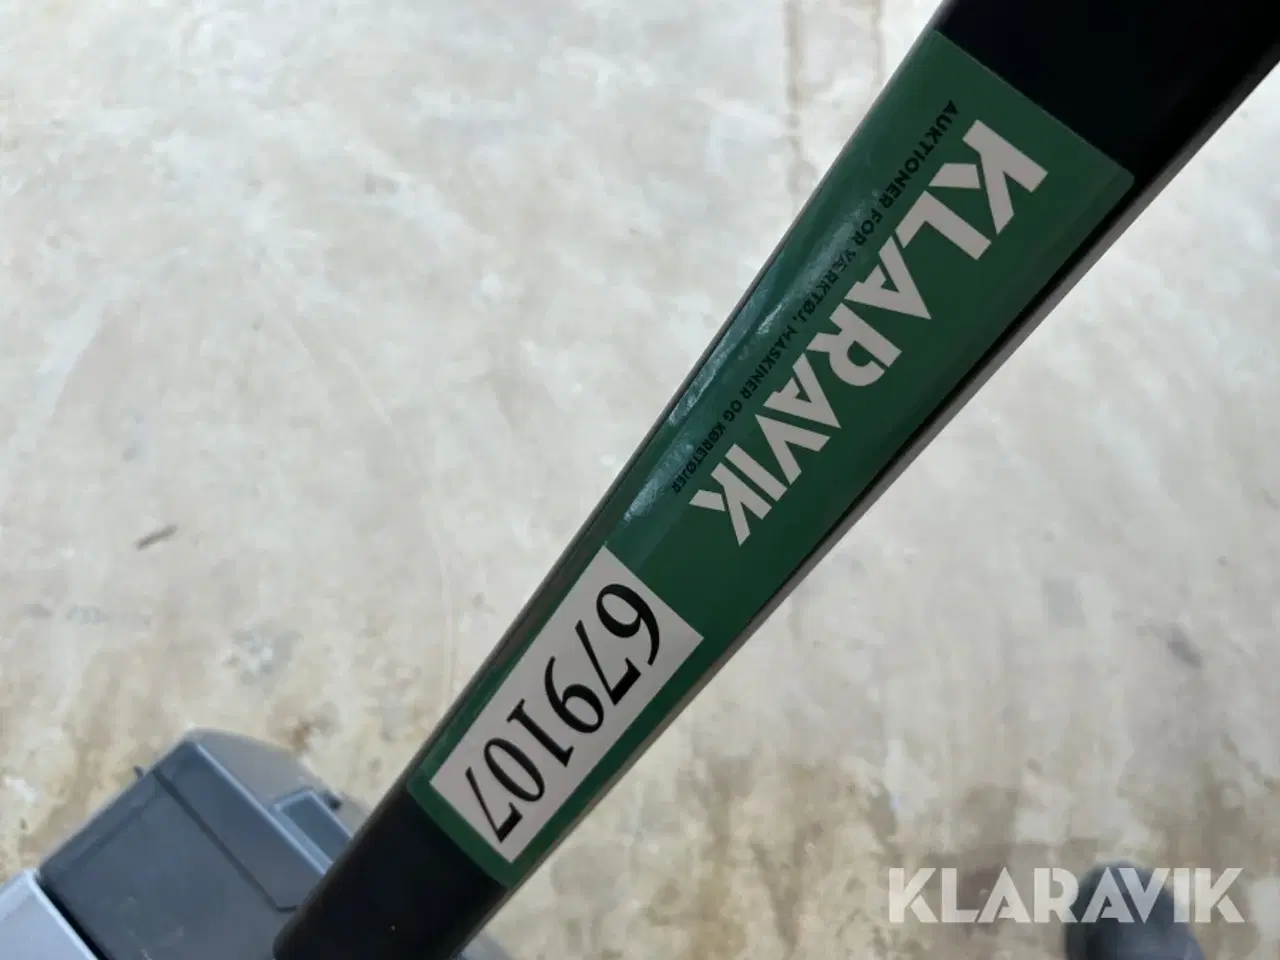 KLARAVIK
AUKTIONER FOR VÆRKTØJ, MASKINER OG KØRETØJER
679107
KLARAVIK